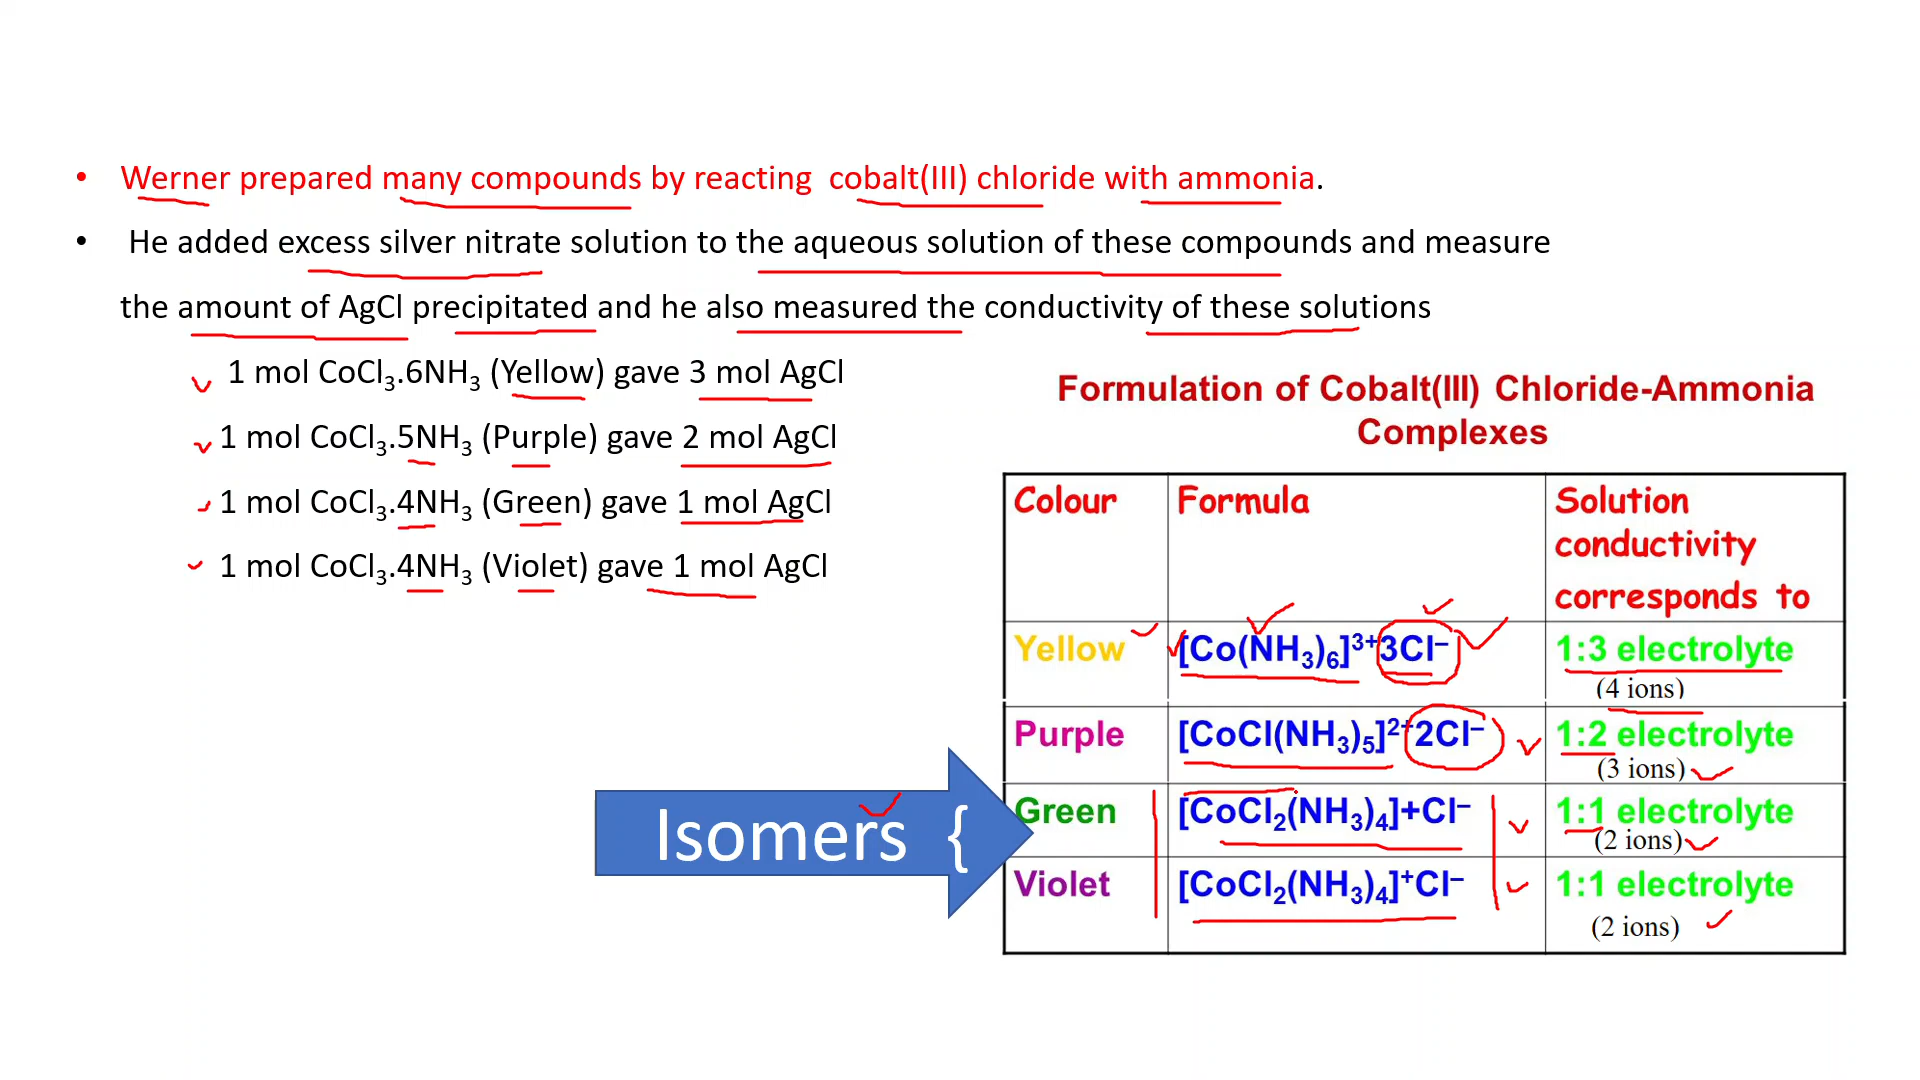 • Werner prepared many compounds by reacting cobalt(III) chloride with ammonia.
• He added excess silver nitrate solution to the aqueous solution of these compounds and measure
the amount of AgCl precipitated and he also measured the conductivity of these solutions
1 mol CoCl₃.6NH₃ (Yellow) gave 3 mol AgCl
1 mol CoCl₃.5NH₃ (Purple) gave 2 mol AgCl
1 mol CoCl₃.4NH₃ (Green) gave 1 mol AgCl
1 mol CoCl₃.4NH₃ (Violet) gave 1 mol AgCl
Formulation of Cobalt(III) Chloride-Ammonia
Complexes
Colour Formula Solution
conductivity
corresponds to
Yellow [Co(NH₃)₆]³⁺3Cl⁻ 1:3 electrolyte
(4 ions)
Purple [CoCl(NH₃)₅]²⁺2Cl⁻ 1:2 electrolyte
(3 ions)
Green [CoCl₂(NH₃)₄]+Cl⁻ 1:1 electrolyte
(2 ions)
Violet [CoCl₂(NH₃)₄]⁺Cl⁻ 1:1 electrolyte
(2 ions)
Isomers {